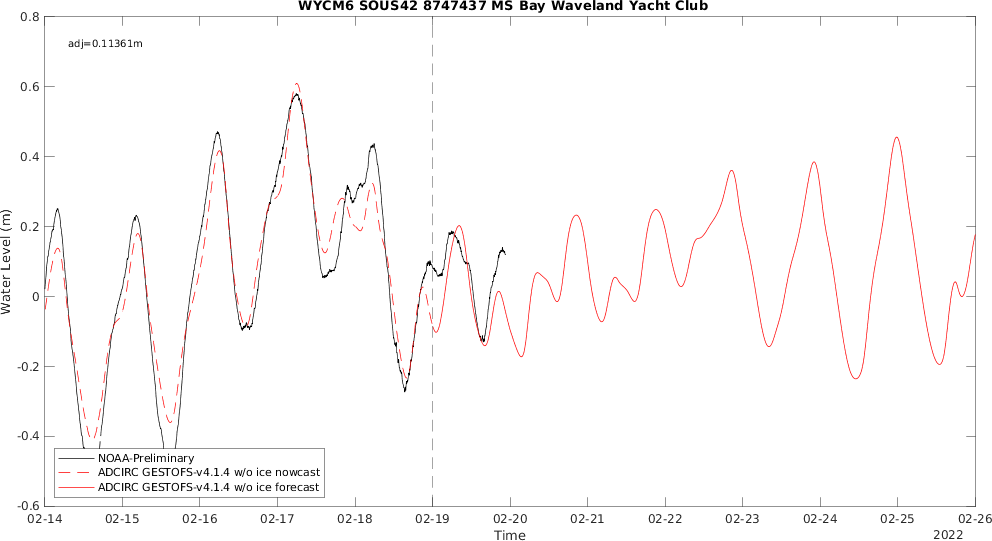 WYCM6 SOUS42 8747437 MS Bay Waveland Yacht Club
adj=0.11361m
0.8
0.6
0.4
0.2
0
-0.2
-0.4
-0.6
Water Level (m)
NOAA-Preliminary
ADCIRC GESTOFS-v4.1.4 w/o ice nowcast
ADCIRC GESTOFS-v4.1.4 w/o ice forecast
02-14 02-15 02-16 02-17 02-18 02-19 02-20 02-21 02-22 02-23 02-24 02-25 02-26
Time
2022